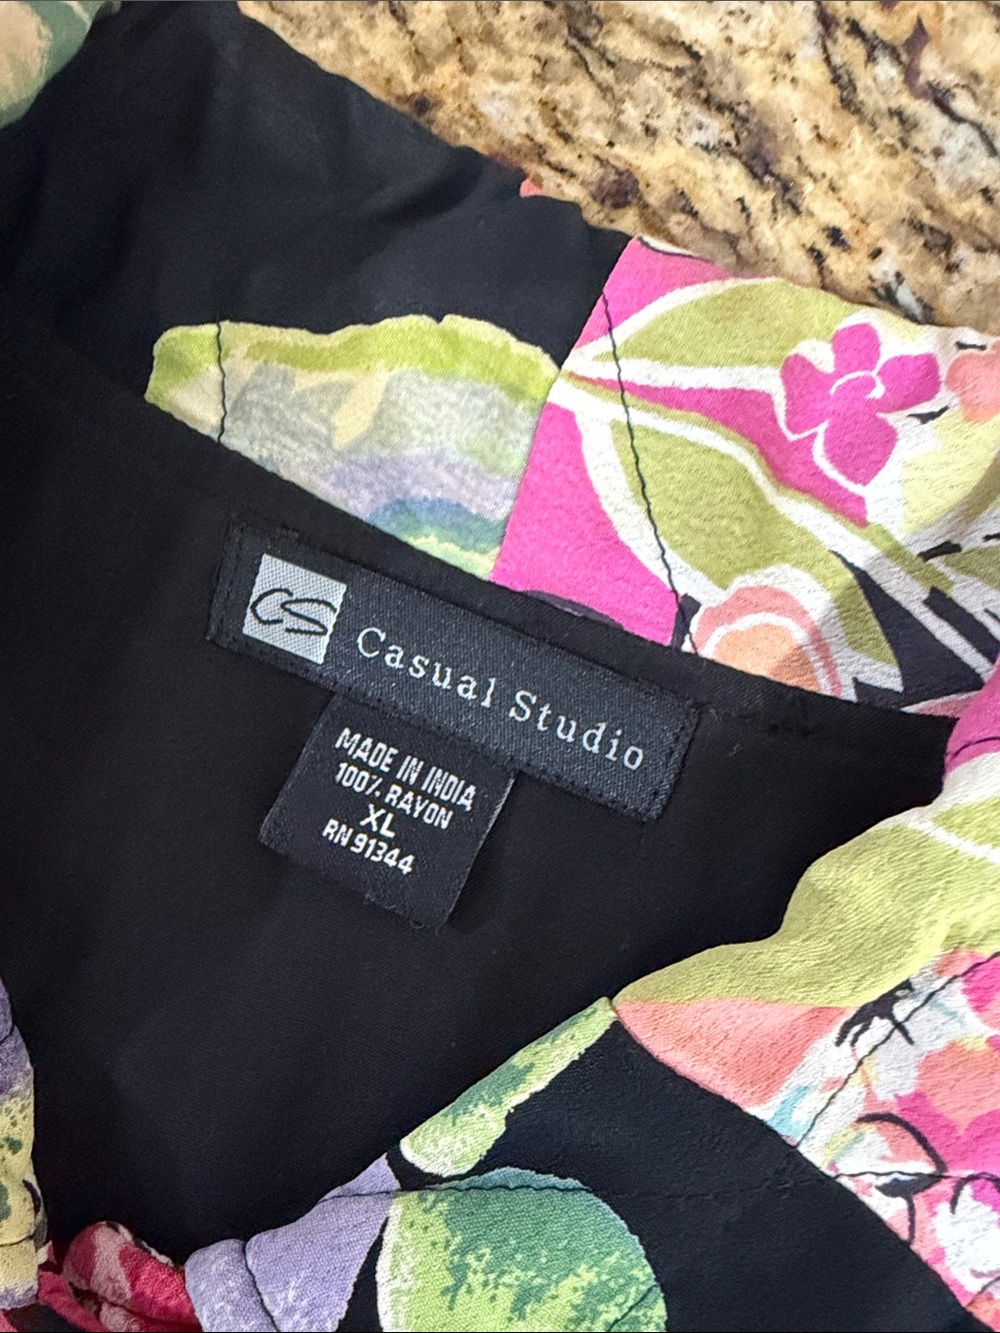 CS Casual Studio
MADE IN INDIA
100% RAYON
XL
RN 91344